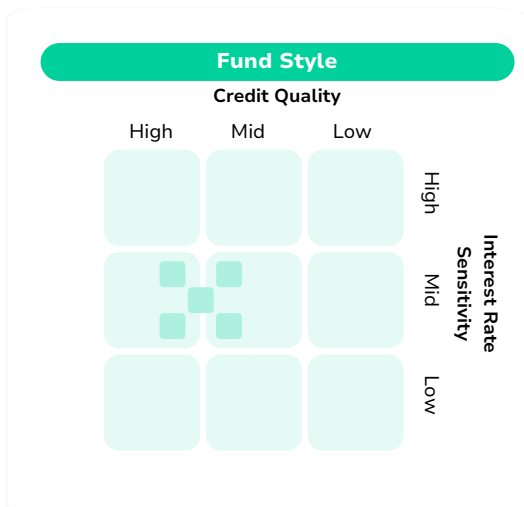 Fund Style
Credit Quality
High Mid Low
High
Mid
Low
Interest Rate
Sensitivity